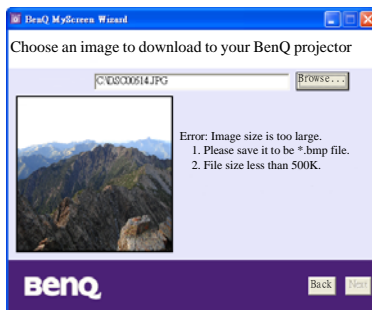 BenQ MyScreen Wizard
Choose an image to download to your BenQ projector
C:\DSC00514.JPG
Browse...
Error: Image size is too large.
1. Please save it to be *.bmp file.
2. File size less than 500K.
BenQ
Back
Next